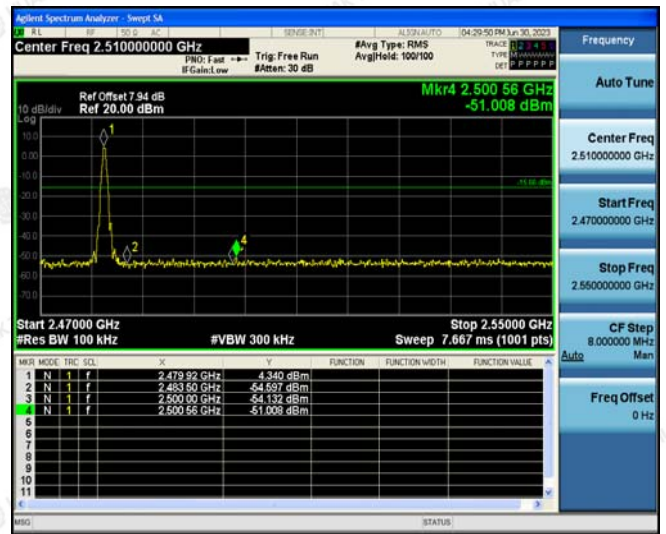 Agilent Spectrum Analyzer - Swept SA
RL RF 50 Ω AC SENSE:INT ALIGN AUTO 04:29:50 PM Jun 30, 2023
Center Freq 2.510000000 GHz
PNO: Fast
IFGain:Low
Trig: Free Run
#Atten: 30 dB
#Avg Type: RMS
Avg|Hold: 100/100
TRACE 1 2 3 4 5 6
TYPE
DET P P P P P P
Ref Offset 7.94 dB
Ref 20.00 dBm
10 dB/div
Log
Mkr4 2.500 56 GHz
-51.008 dBm
10.0
0.00
-10.0
-20.0
-30.0
-40.0
-50.0
-60.0
-70.0
1
2
4
Start 2.47000 GHz
Stop 2.55000 GHz
#Res BW 100 kHz
#VBW 300 kHz
Sweep 7.667 ms (1001 pts)
MKR MODE TRC SCL X Y FUNCTION FUNCTION WIDTH FUNCTION VALUE
1 N 1 f 2.479 92 GHz 4.340 dBm
2 N 1 f 2.483 50 GHz -54.597 dBm
3 N 1 f 2.500 00 GHz -54.132 dBm
4 N 1 f 2.500 56 GHz -51.008 dBm
5
6
7
8
9
10
11
MSG
STATUS
Frequency
Auto Tune
Center Freq
2.510000000 GHz
Start Freq
2.470000000 GHz
Stop Freq
2.550000000 GHz
CF Step
8.000000 MHz
Auto Man
Freq Offset
0 Hz